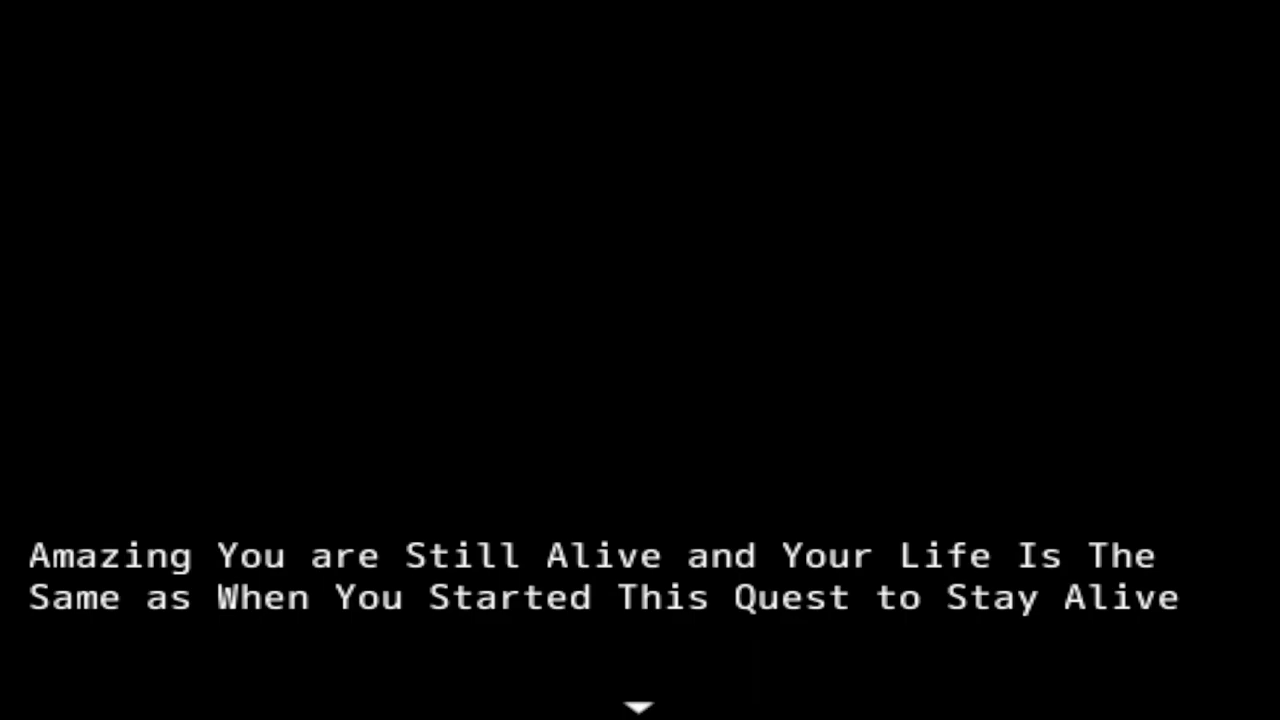 Amazing You are Still Alive and Your Life Is The
Same as When You Started This Quest to Stay Alive